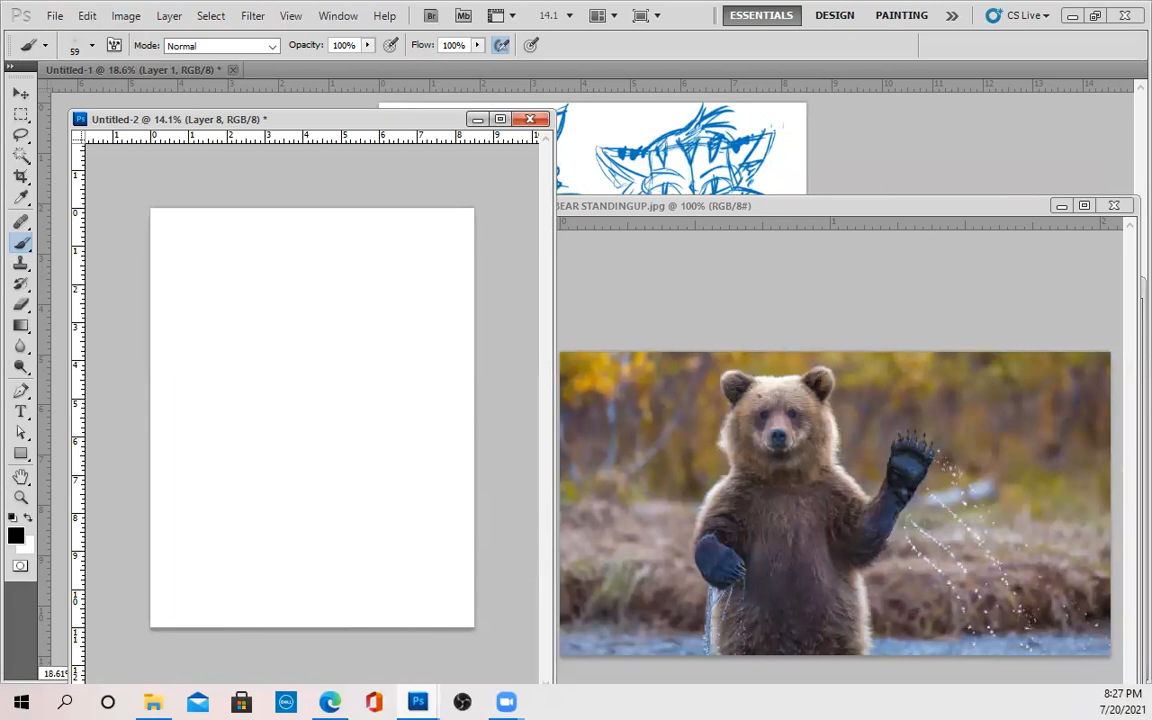 Ps File Edit Image Layer Select Filter View Window Help Br Mb 14.1 ESSENTIALS DESIGN PAINTING CS Live
59 Mode: Normal Opacity: 100% Flow: 100%
Untitled-1 @ 18.6% (Layer 1, RGB/8) *
Untitled-2 @ 14.1% (Layer 8, RGB/8) *
BEAR STANDINGUP.jpg @ 100% (RGB/8#)
18.61%
8:27 PM
7/20/2021